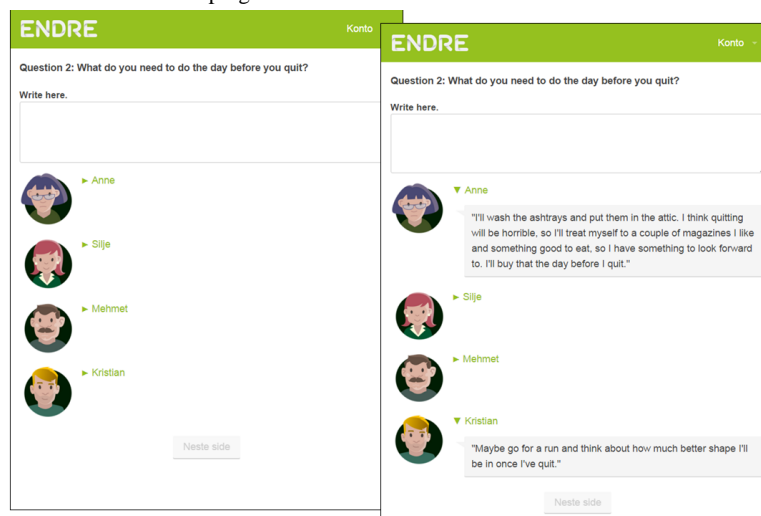 ENDRE
Konto
Question 2: What do you need to do the day before you quit?
Write here.
► Anne
► Silje
► Mehmet
► Kristian
Neste side
ENDRE
Konto
Question 2: What do you need to do the day before you quit?
Write here.
▼ Anne
"I'll wash the ashtrays and put them in the attic. I think quitting
will be horrible, so I'll treat myself to a couple of magazines I like
and something good to eat, so I have something to look forward
to. I'll buy that the day before I quit."
► Silje
► Mehmet
▼ Kristian
"Maybe go for a run and think about how much better shape I'll
be in once I've quit."
Neste side